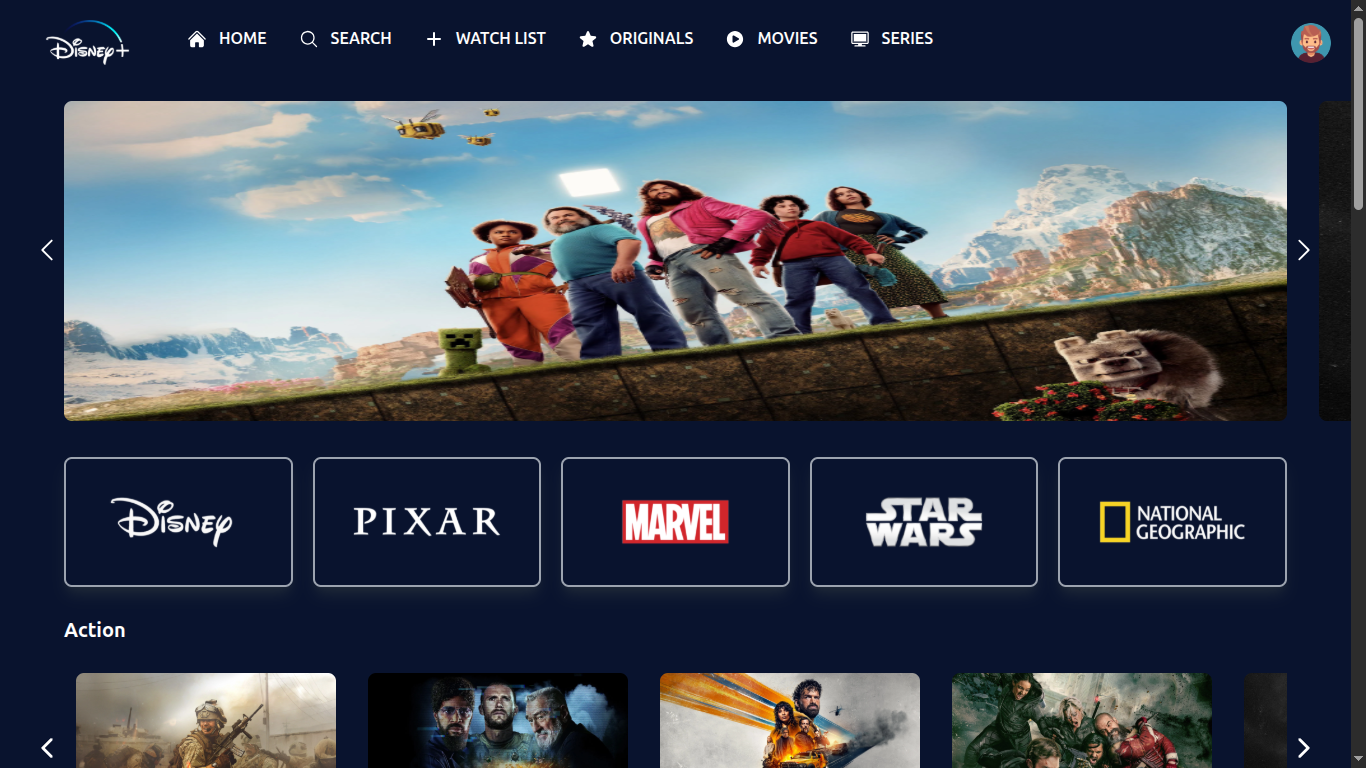 Disney+
HOME
SEARCH
WATCH LIST
ORIGINALS
MOVIES
SERIES
Disney
PIXAR
MARVEL
STAR
WARS
NATIONAL
GEOGRAPHIC
Action